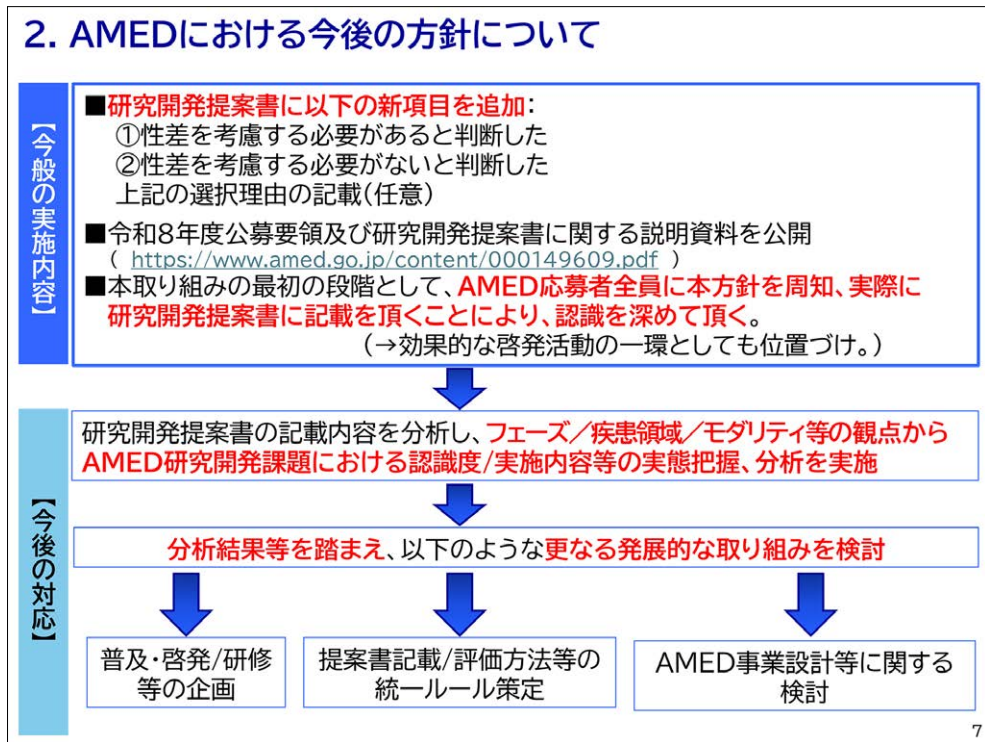 2. AMEDにおける今後の方針について
【今般の実施内容】
■研究開発提案書に以下の新項目を追加:
①性差を考慮する必要があると判断した
②性差を考慮する必要がないと判断した
上記の選択理由の記載(任意)
■令和8年度公募要領及び研究開発提案書に関する説明資料を公開
( https://www.amed.go.jp/content/000149609.pdf )
■本取り組みの最初の段階として、AMED応募者全員に本方針を周知、実際に
研究開発提案書に記載を頂くことにより、認識を深めて頂く。
(→効果的な啓発活動の一環としても位置づけ。)
【今後の対応】
研究開発提案書の記載内容を分析し、フェーズ/疾患領域/モダリティ等の観点から
AMED研究開発課題における認識度/実施内容等の実態把握、分析を実施
分析結果等を踏まえ、以下のような更なる発展的な取り組みを検討
普及・啓発/研修
等の企画
提案書記載/評価方法等の
統一ルール策定
AMED事業設計等に関する
検討
7